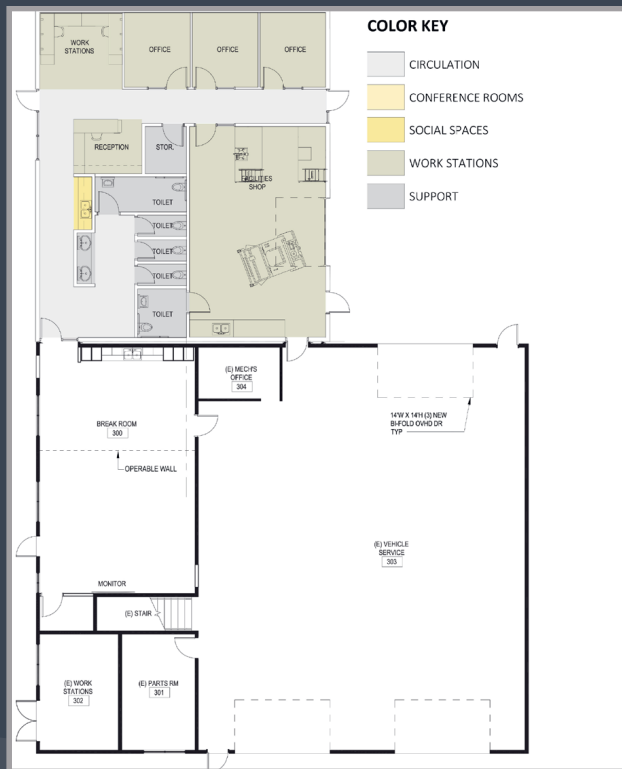 COLOR KEY
CIRCULATION
CONFERENCE ROOMS
SOCIAL SPACES
WORK STATIONS
SUPPORT
WORK
STATIONS
OFFICE
OFFICE
OFFICE
RECEPTION
STOR.
FACILITIES
SHOP
TOILET
TOILET
TOILET
TOILET
TOILET
(E) MECH'S
OFFICE
304
BREAK ROOM
300
OPERABLE WALL
14'W X 14'H (3) NEW
BI-FOLD OVHD DR
TYP
(E) VEHICLE
SERVICE
303
MONITOR
(E) STAIR
(E) WORK
STATIONS
302
(E) PARTS RM
301